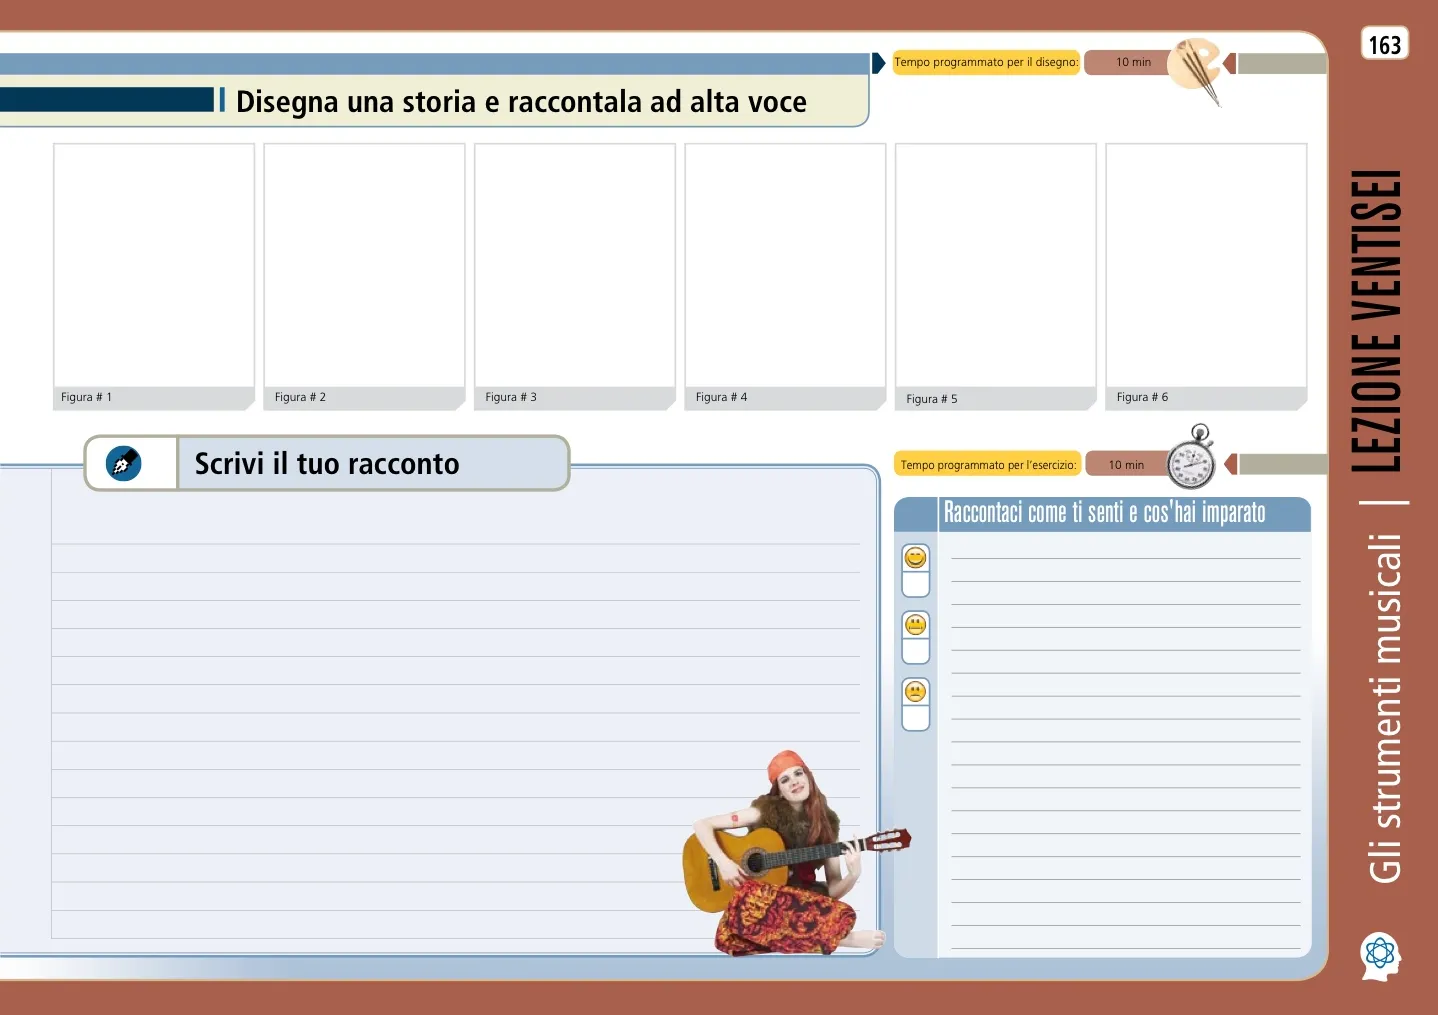 163
Tempo programmato per il disegno:
10 min
Disegna una storia e raccontala ad alta voce
Figura # 1
Figura # 2
Figura # 3
Figura # 4
Figura # 5
Figura # 6
Scrivi il tuo racconto
Tempo programmato per l'esercizio:
10 min
Raccontaci come ti senti e cos'hai imparato
LEZIONE VENTISEI
Gli strumenti musicali